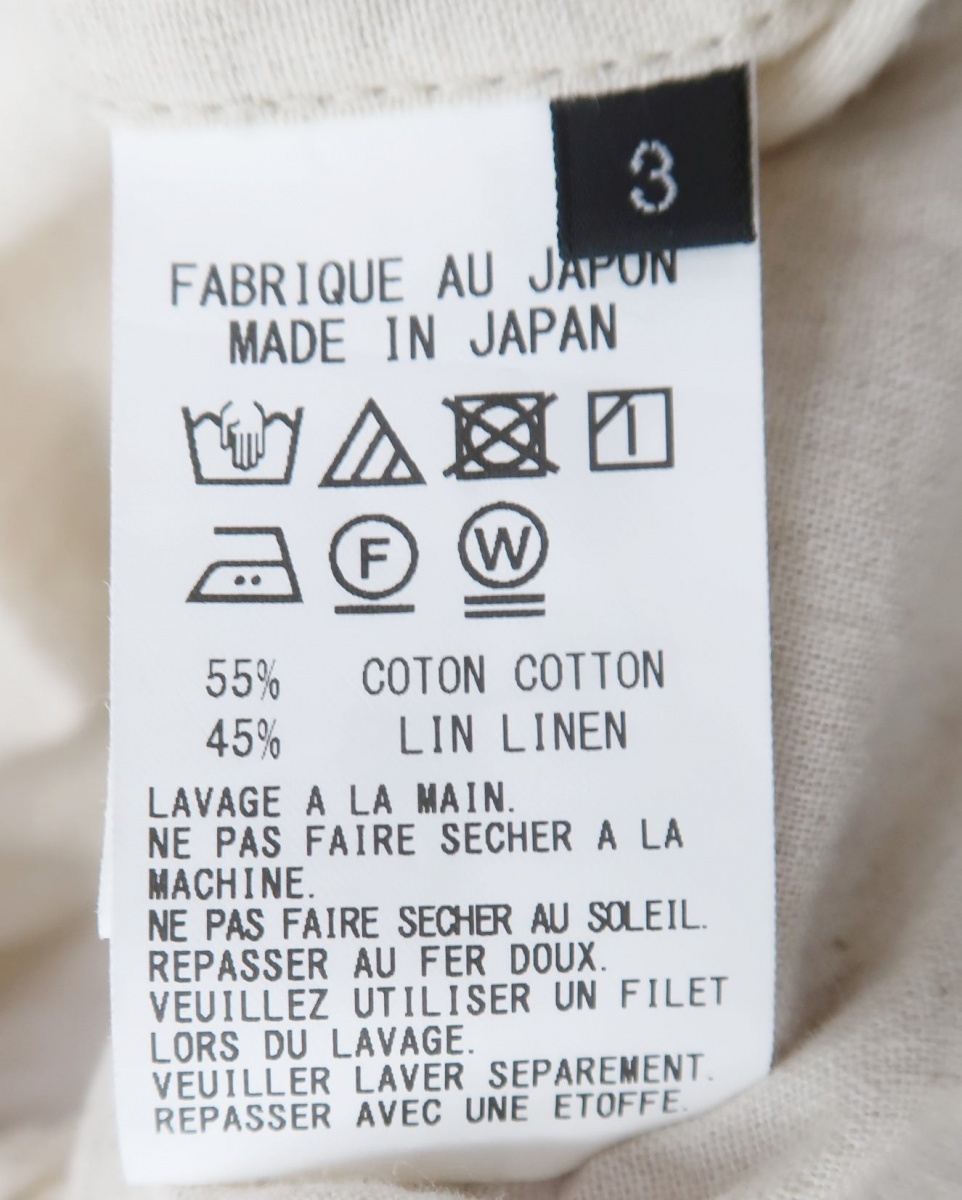 3
FABRIQUE AU JAPON
MADE IN JAPAN
F W
55% COTON COTTON
45% LIN LINEN
LAVAGE A LA MAIN.
NE PAS FAIRE SECHER A LA
MACHINE.
NE PAS FAIRE SECHER AU SOLEIL.
REPASSER AU FER DOUX.
VEUILLEZ UTILISER UN FILET
LORS DU LAVAGE.
VEUILLER LAVER SEPAREMENT.
REPASSER AVEC UNE ETOFFE.